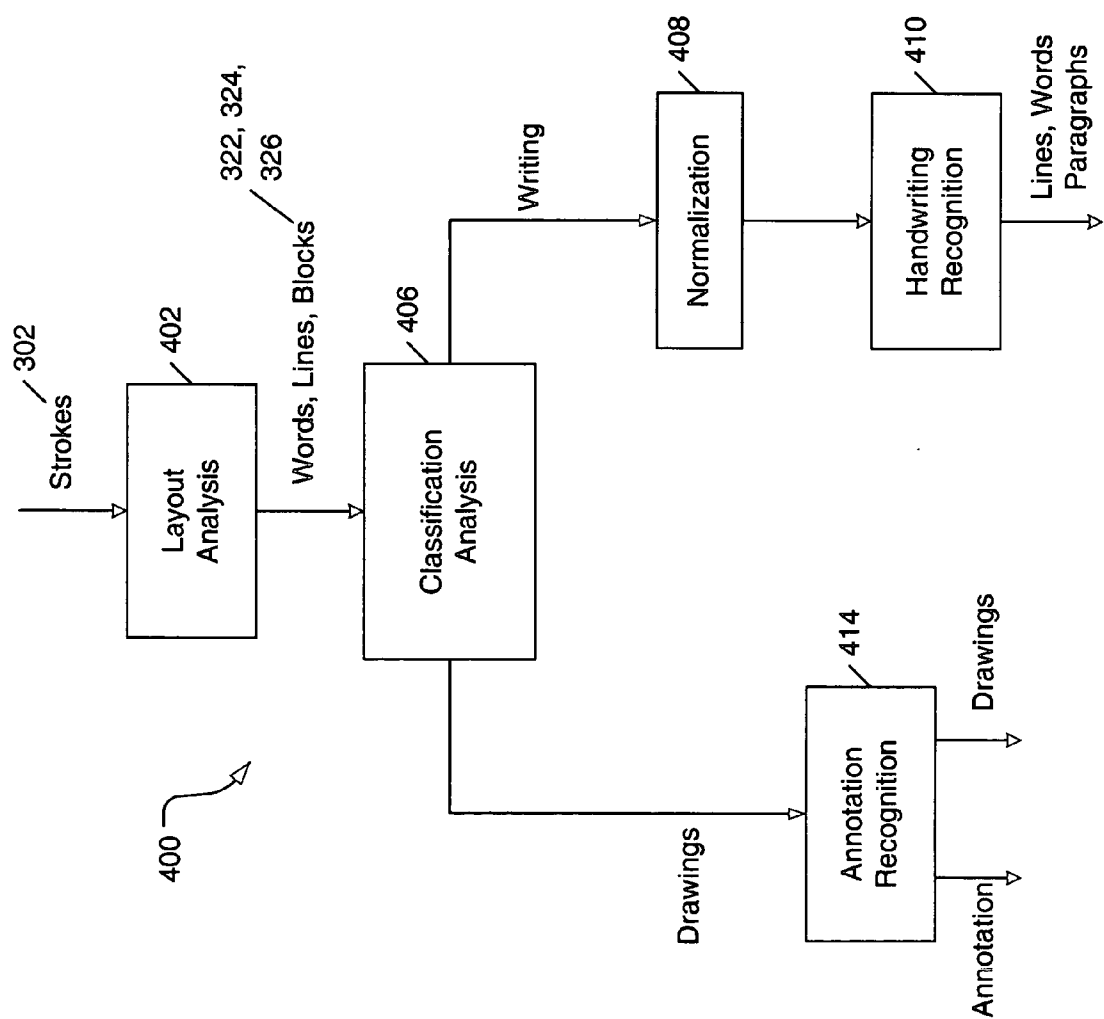 302
Strokes
402
Layout
Analysis
322, 324,
326
Words, Lines, Blocks
400
406
Classification
Analysis
Writing
408
Normalization
410
Handwriting
Recognition
Lines, Words
Paragraphs
Drawings
414
Annotation
Recognition
Annotation
Drawings